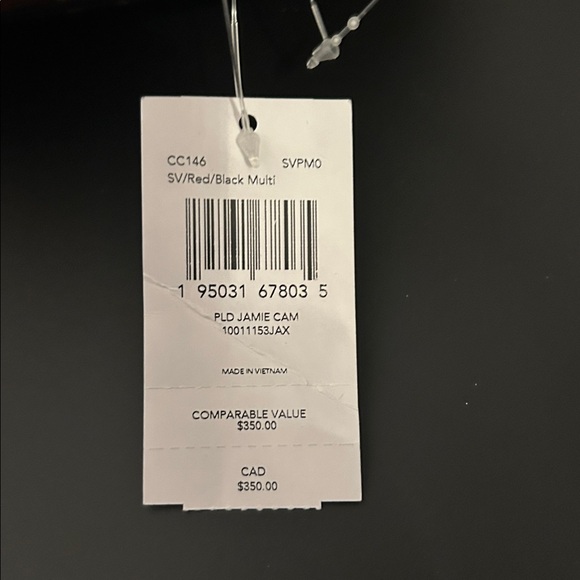 CC146 SVPM0
SV/Red/Black Multi
1 95031 67803 5
PLD JAMIE CAM
10011153JAX
MADE IN VIETNAM
COMPARABLE VALUE
$350.00
CAD
$350.00